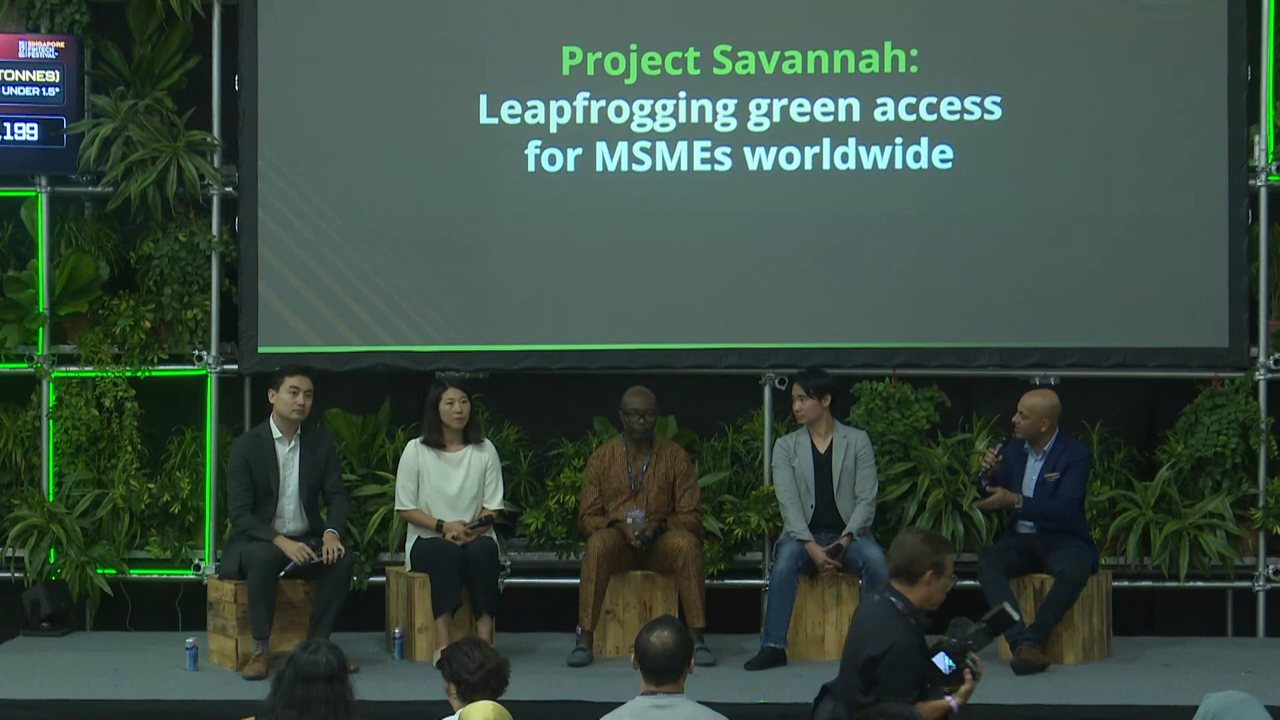 SINGAPORE
FINTECH
FESTIVAL
TONNES)
UNDER 1.5°
,199
Project Savannah:
Leapfrogging green access
for MSMEs worldwide